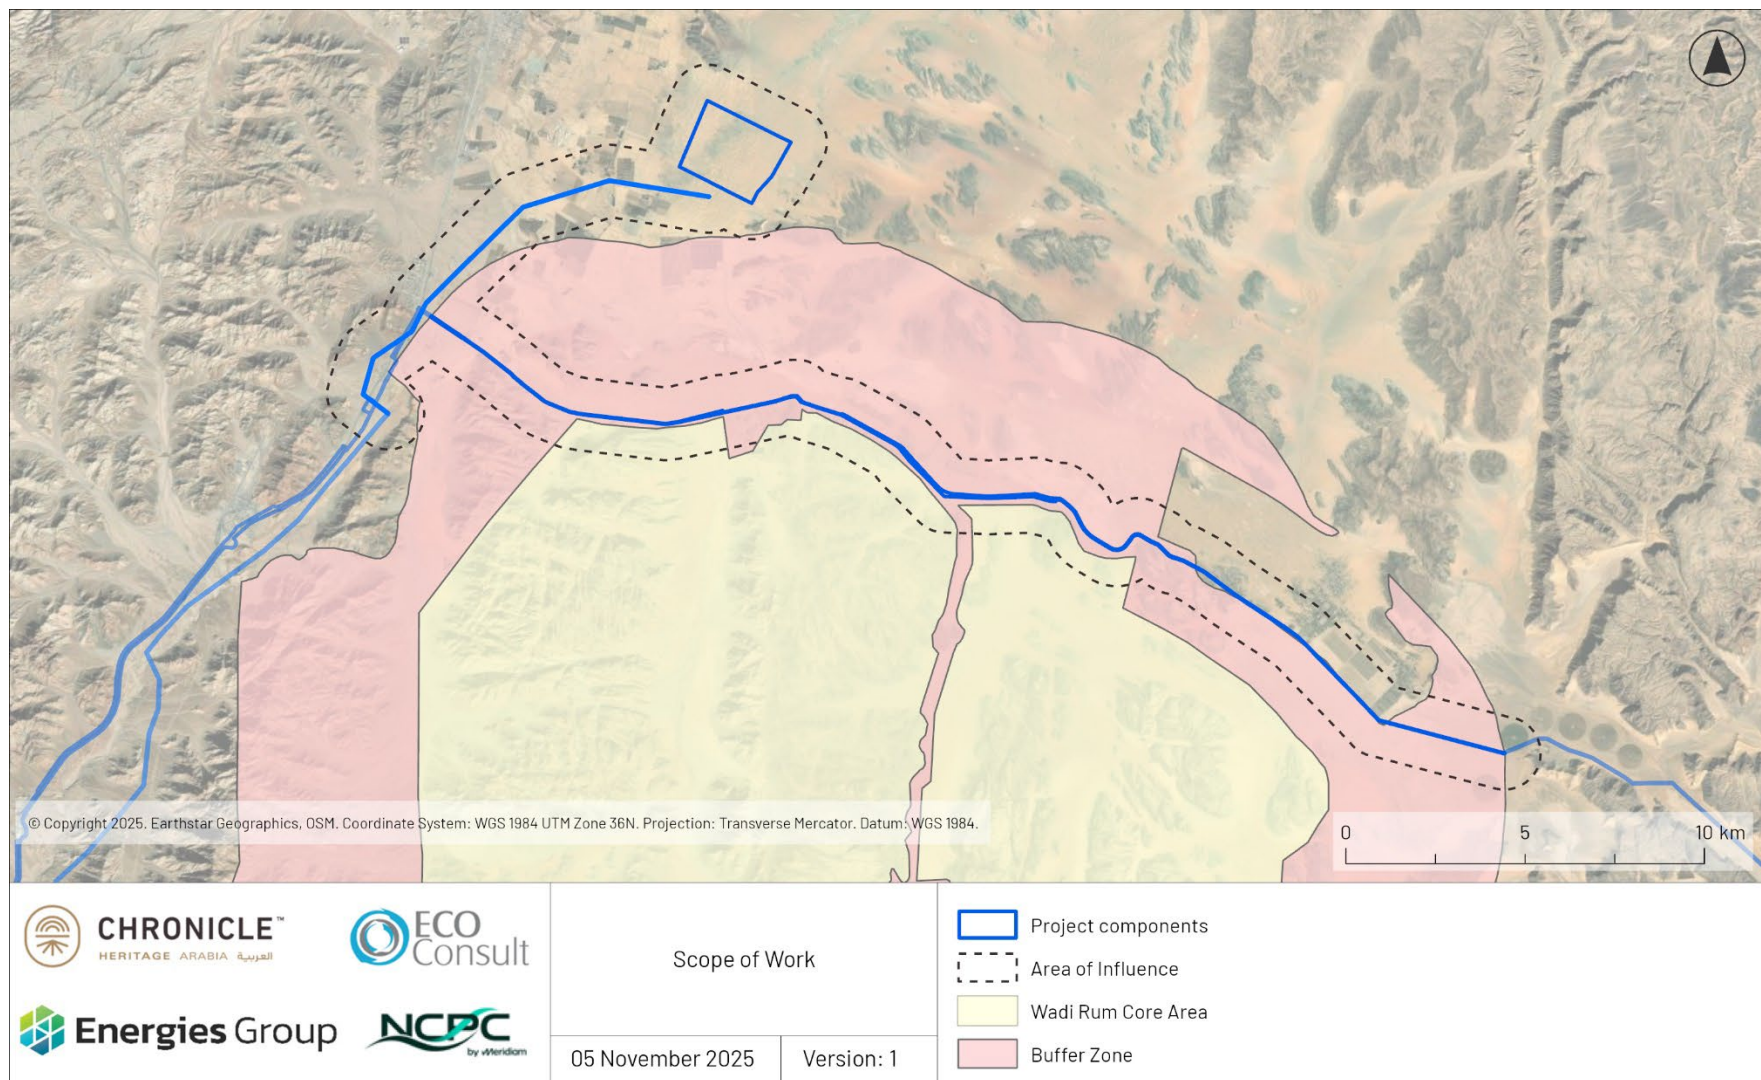 © Copyright 2025. Earthstar Geographics, OSM. Coordinate System: WGS 1984 UTM Zone 36N. Projection: Transverse Mercator. Datum: WGS 1984.
0 5 10 km
CHRONICLE™
HERITAGE ARABIA العربية
ECO
Consult
Energies Group
NCPC
by Meridiam
Scope of Work
05 November 2025
Version: 1
Project components
Area of Influence
Wadi Rum Core Area
Buffer Zone